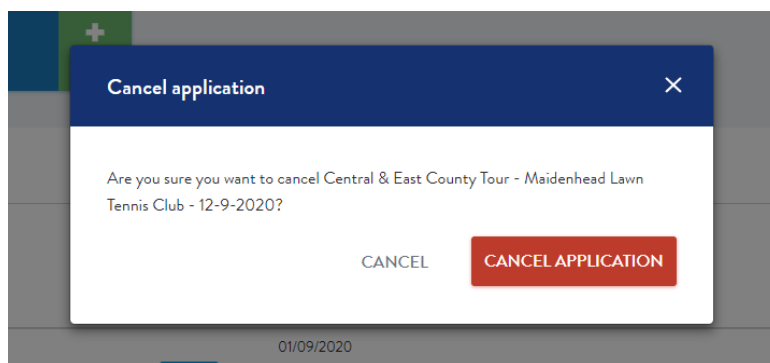 Cancel application
Are you sure you want to cancel Central & East County Tour - Maidenhead Lawn
Tennis Club - 12-9-2020?
CANCEL
CANCEL APPLICATION
01/09/2020